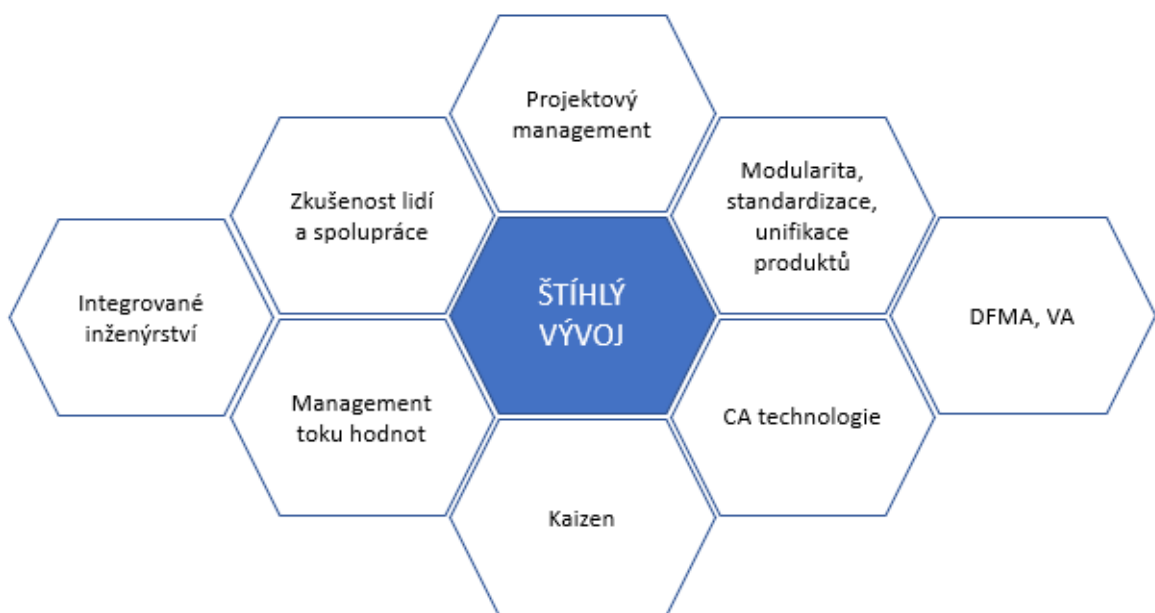 Projektový
management
Zkušenost lidí
a spolupráce
Modularita,
standardizace,
unifikace
produktů
Integrované
inženýrství
ŠTÍHLÝ
VÝVOJ
DFMA, VA
Management
toku hodnot
CA technologie
Kaizen